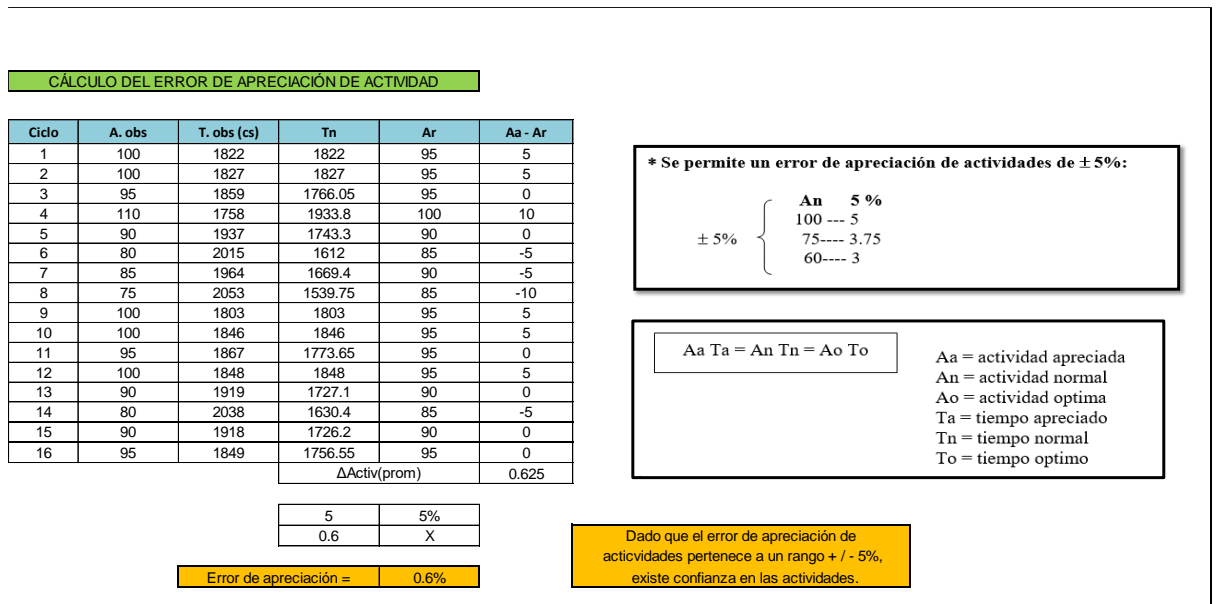 CÁLCULO DEL ERROR DE APRECIACIÓN DE ACTIVIDAD
Ciclo A. obs T. obs (cs) Tn Ar Aa - Ar
1 100 1822 1822 95 5
2 100 1827 1827 95 5
3 95 1859 1766.05 95 0
4 110 1758 1933.8 100 10
5 90 1937 1743.3 90 0
6 80 2015 1612 85 -5
7 85 1964 1669.4 90 -5
8 75 2053 1539.75 85 -10
9 100 1803 1803 95 5
10 100 1846 1846 95 5
11 95 1867 1773.65 95 0
12 100 1848 1848 95 5
13 90 1919 1727.1 90 0
14 80 2038 1630.4 85 -5
15 90 1918 1726.2 90 0
16 95 1849 1756.55 95 0
ΔActiv(prom) 0.625
5 5%
0.6 X
Error de apreciación = 0.6%
* Se permite un error de apreciación de actividades de ± 5%:
An 5 %
100 --- 5
± 5% 75---- 3.75
60---- 3
Aa Ta = An Tn = Ao To
Aa = actividad apreciada
An = actividad normal
Ao = actividad optima
Ta = tiempo apreciado
Tn = tiempo normal
To = tiempo optimo
Dado que el error de apreciación de
acticvidades pertenece a un rango + / - 5%,
existe confianza en las actividades.